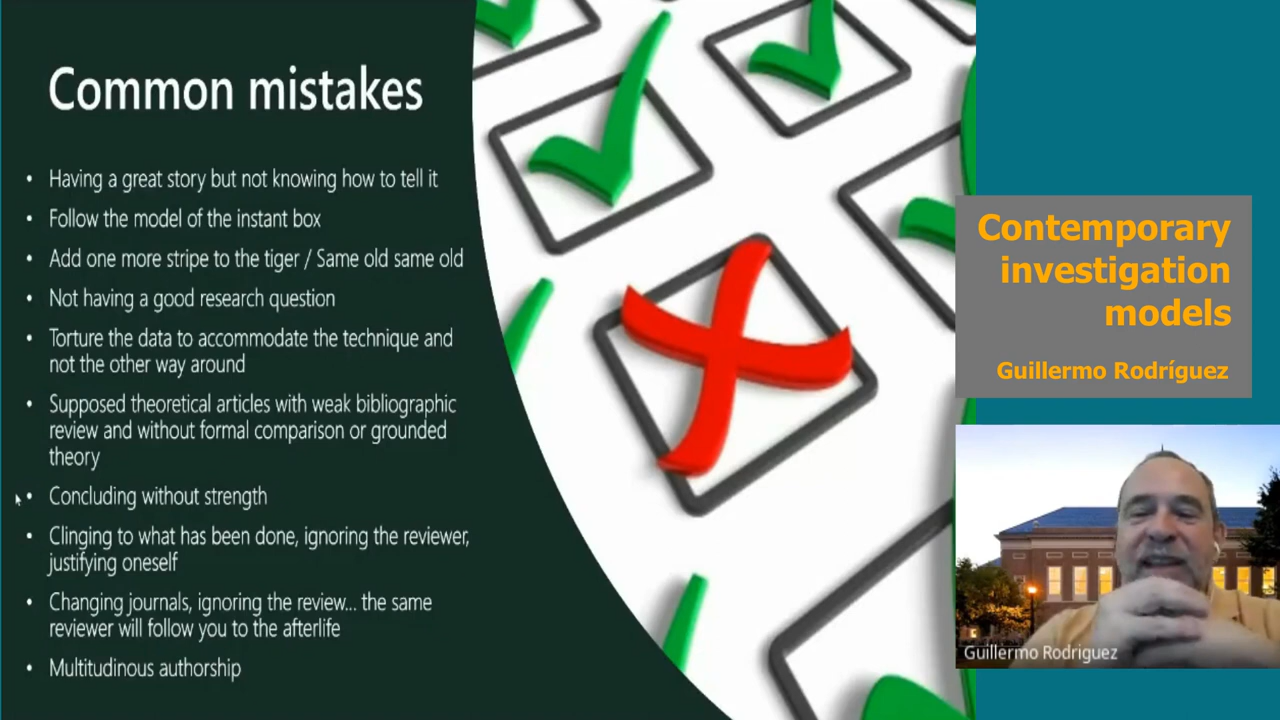 Common mistakes
• Having a great story but not knowing how to tell it
• Follow the model of the instant box
• Add one more stripe to the tiger / Same old same old
• Not having a good research question
• Torture the data to accommodate the technique and
not the other way around
• Supposed theoretical articles with weak bibliographic
review and without formal comparison or grounded
theory
• Concluding without strength
• Clinging to what has been done, ignoring the reviewer,
justifying oneself
• Changing journals, ignoring the review... the same
reviewer will follow you to the afterlife
• Multitudinous authorship
Contemporary
investigation
models
Guillermo Rodríguez
Guillermo Rodriguez